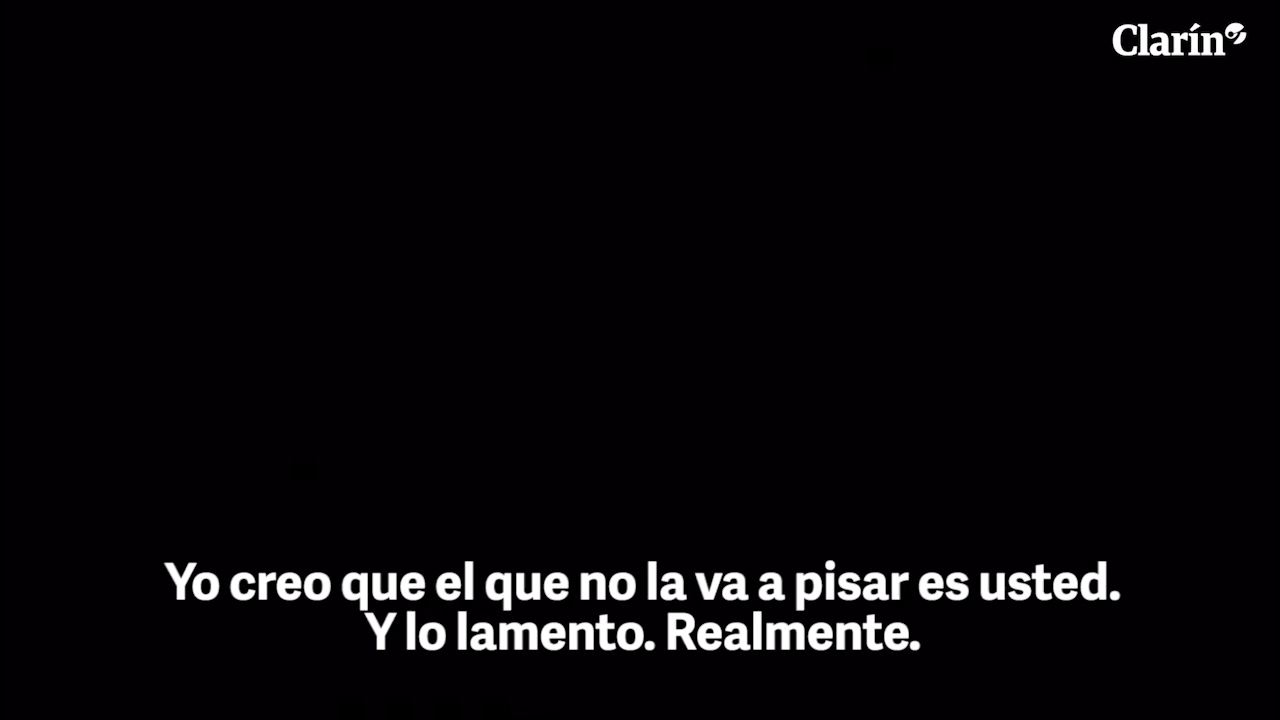 Clarín
Yo creo que el que no la va a pisar es usted.
Y lo lamento. Realmente.